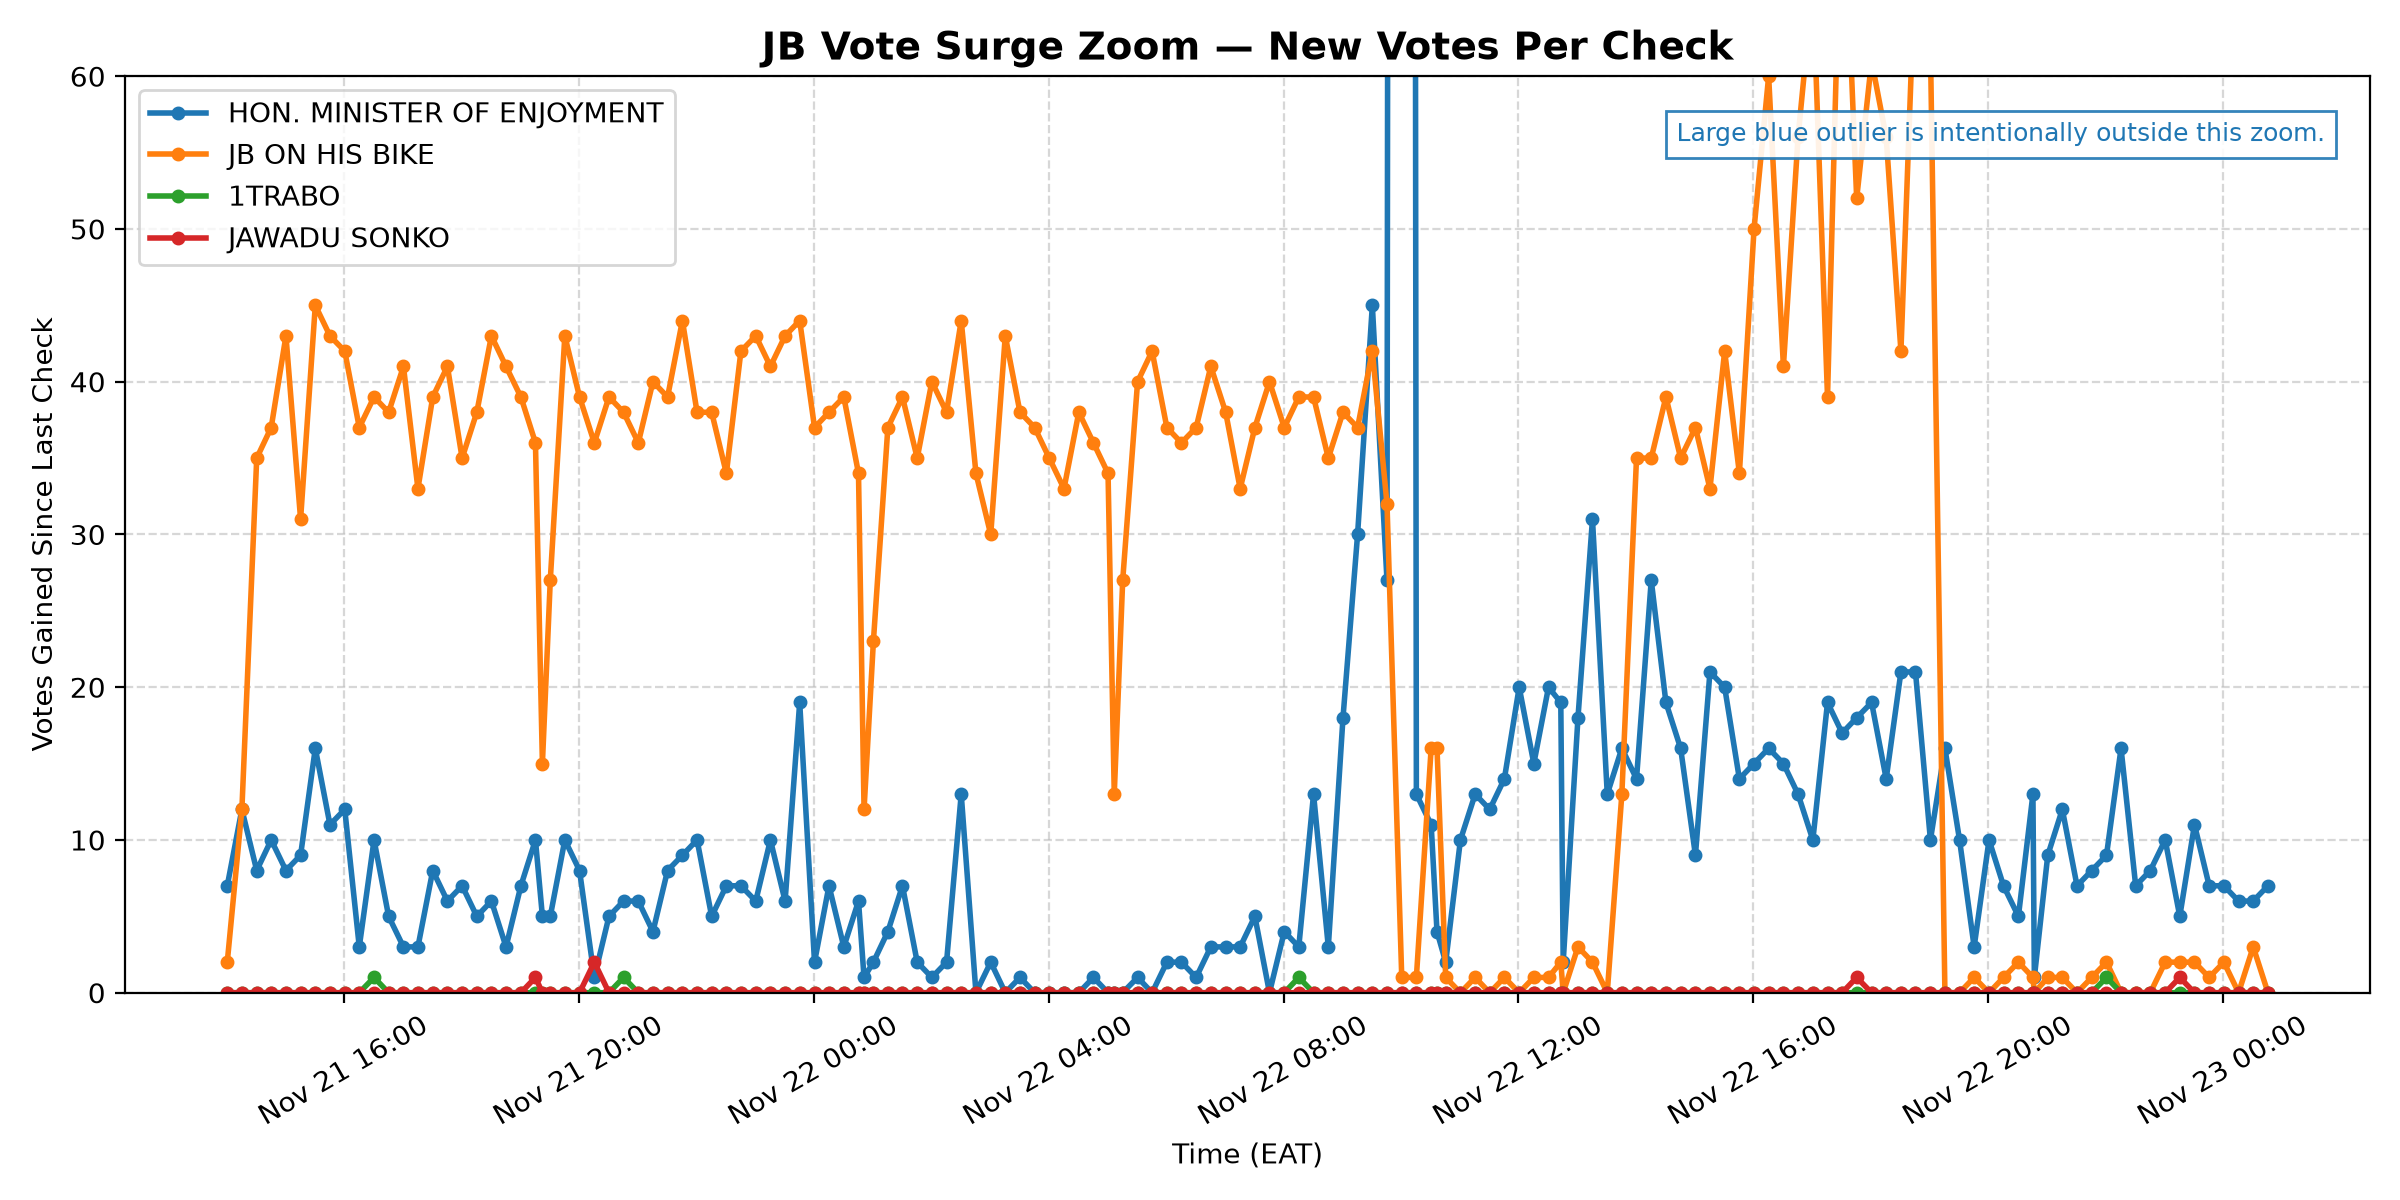 JB Vote Surge Zoom — New Votes Per Check
HON. MINISTER OF ENJOYMENT
JB ON HIS BIKE
1TRABO
JAWADU SONKO
Large blue outlier is intentionally outside this zoom.
Votes Gained Since Last Check
60
50
40
30
20
10
0
Nov 21 16:00
Nov 21 20:00
Nov 22 00:00
Nov 22 04:00
Nov 22 08:00
Nov 22 12:00
Nov 22 16:00
Nov 22 20:00
Nov 23 00:00
Time (EAT)